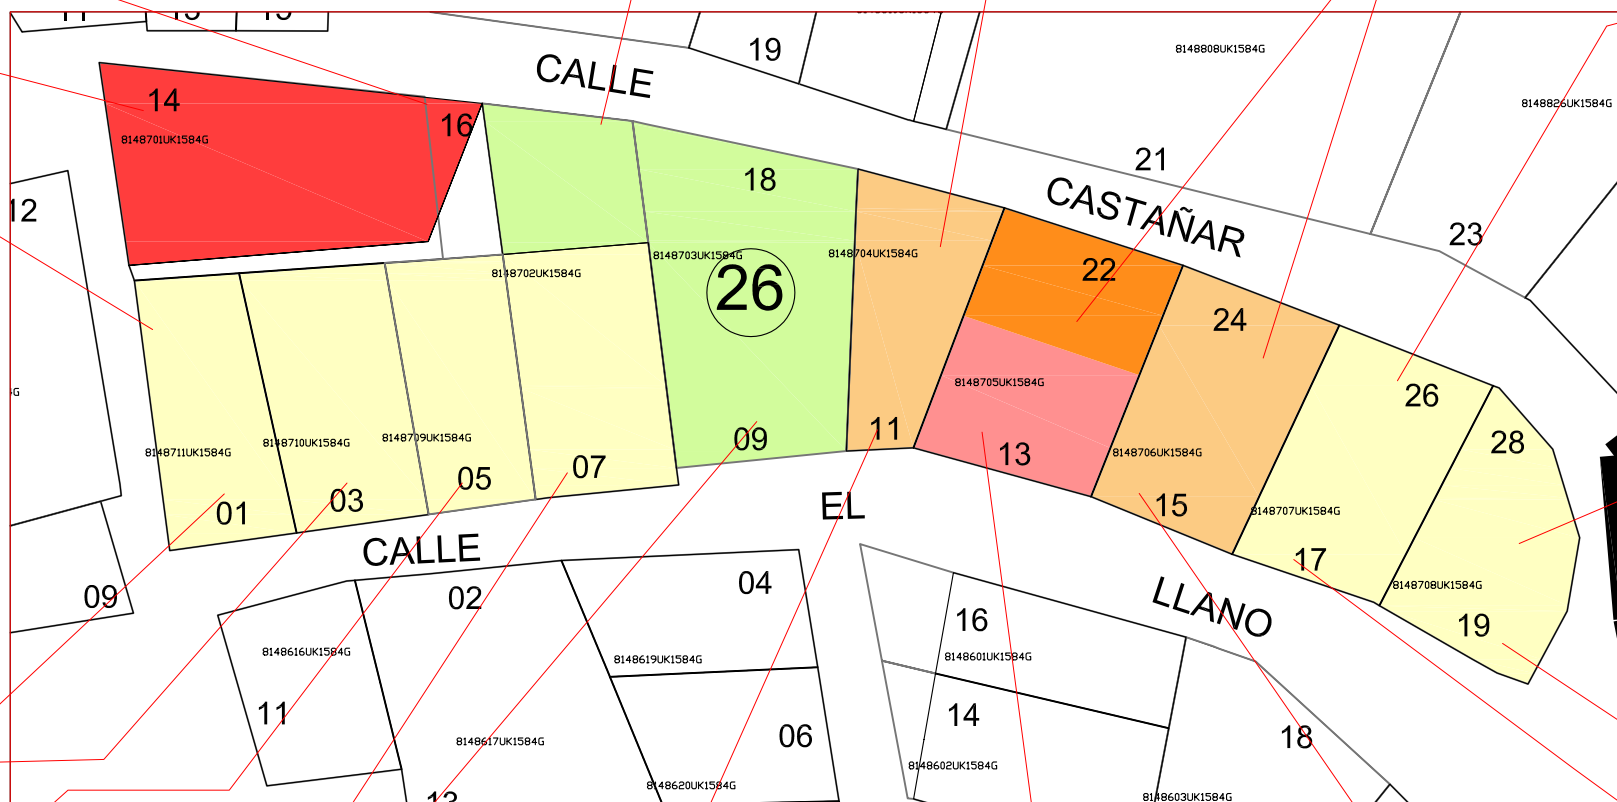 19
CALLE
8148808UK1584G
8148826UK1584G
14
16
8148701UK1584G
21
18
12
CASTAÑAR
23
8148703UK1584G
8148704UK1584G
8148702UK1584G
26
22
24
8148705UK1584G
26
11
09
13
28
8148711UK1584G
8148710UK1584G
8148709UK1584G
8148706UK1584G
07
05
03
01
15
8148707UK1584G
EL
CALLE
17
8148708UK1584G
09
02
04
LLANO
16
19
8148616UK1584G
8148619UK1584G
8148601UK1584G
11
14
06
18
8148617UK1584G
8148602UK1584G
8148620UK1584G
8148603UK1584G